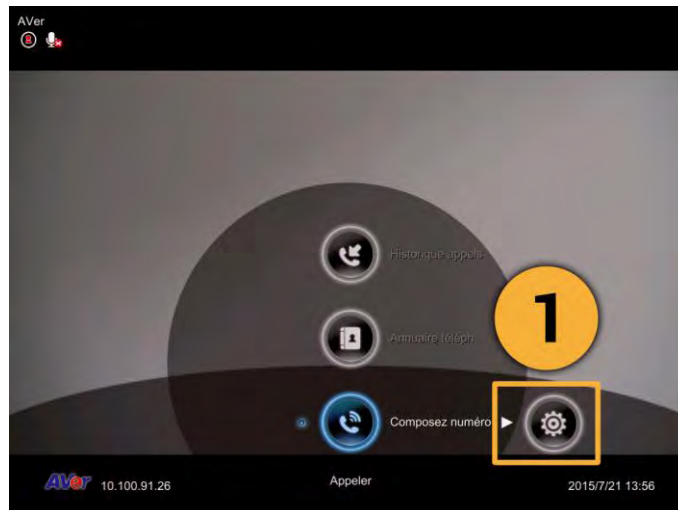 AVer
Historique appels
1
Annuaire téléph
Composez numéro
AVer 10.100.91.26
Appeler
2015/7/21 13:56